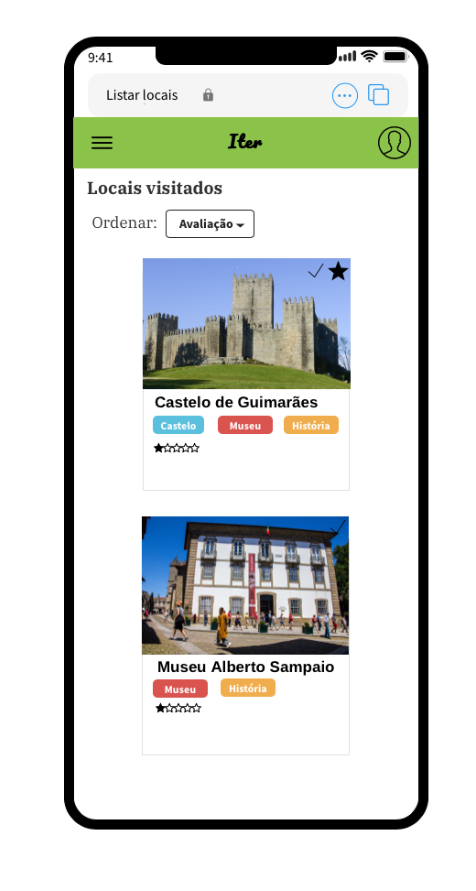 9:41
Listar locais
Iter
Locais visitados
Ordenar: Avaliação
Castelo de Guimarães
Castelo Museu História
Museu Alberto Sampaio
Museu História